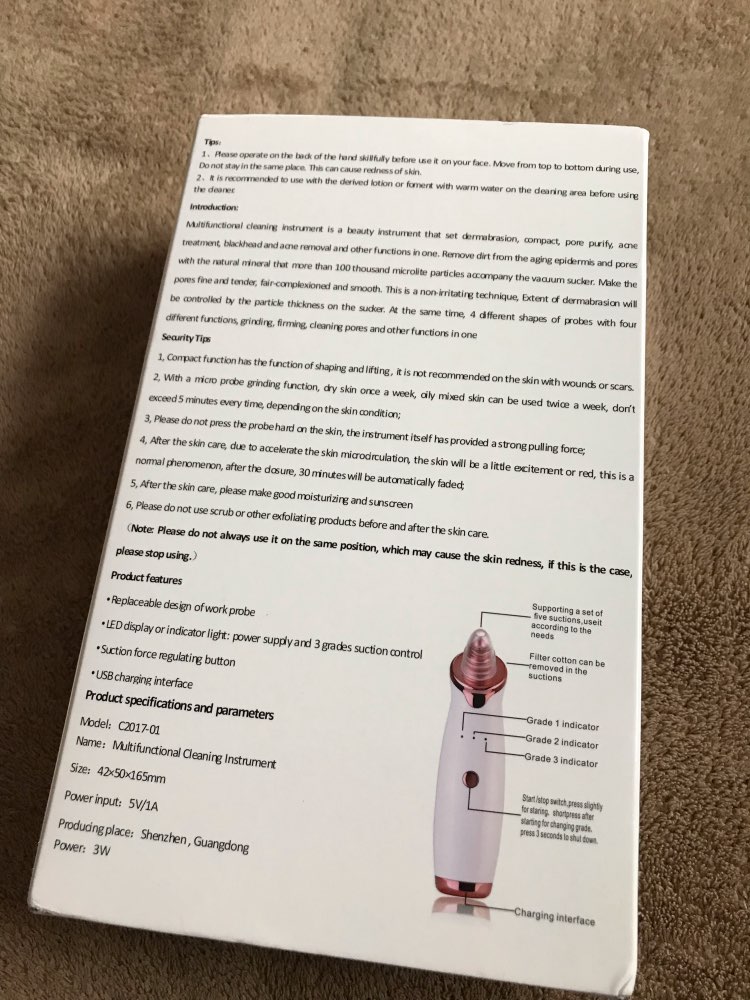 Tips:
1、Please operate on the back of the hand skillfully before use it on your face. Move from top to bottom during use,
Do not stay in the same place. This can cause redness of skin.
2、It is recommended to use with the derived lotion or foment with warm water on the cleaning area before using
the cleaner.
Introduction:
Multifunctional cleaning instrument is a beauty instrument that set dermabrasion, compact, pore purify, acne
treatment, blackhead and acne removal and other functions in one. Remove dirt from the aging epidermis and pores
with the natural mineral that more than 100 thousand microlite particles accompany the vacuum sucker. Make the
pores fine and tender, fair-complexioned and smooth. This is a non-irritating technique, Extent of dermabrasion will
be controlled by the particle thickness on the sucker. At the same time, 4 different shapes of probes with four
different functions, grinding, firming, cleaning pores and other functions in one
Security Tips
1, Compact function has the function of shaping and lifting, it is not recommended on the skin with wounds or scars.
2, With a micro probe grinding function, dry skin once a week, oily mixed skin can be used twice a week, don't
exceed 5 minutes every time, depending on the skin condition;
3, Please do not press the probe hard on the skin, the instrument itself has provided a strong pulling force;
4, After the skin care, due to accelerate the skin microcirculation, the skin will be a little excitement or red, this is a
normal phenomenon, after the closure, 30 minutes will be automatically faded;
5, After the skin care, please make good moisturizing and sunscreen
6, Please do not use scrub or other exfoliating products before and after the skin care.
(Note: Please do not always use it on the same position, which may cause the skin redness, if this is the case,
please stop using.)
Product features
•Replaceable design of work probe
•LED display or indicator light: power supply and 3 grades suction control
•Suction force regulating button
•USB charging interface
Product specifications and parameters
Model: C2017-01
Name: Multifunctional Cleaning Instrument
Size: 42×50×165mm
Power input: 5V/1A
Producing place: Shenzhen, Guangdong
Power: 3W
Supporting a set of
five suctions,useit
according to the
needs
Filter cotton can be
removed in the
suctions
Grade 1 indicator
Grade 2 indicator
Grade 3 indicator
Start/stop switch,press slightly
for staring, shortpress after
starting for changing grade,
press 3 seconds to shut down.
Charging interface